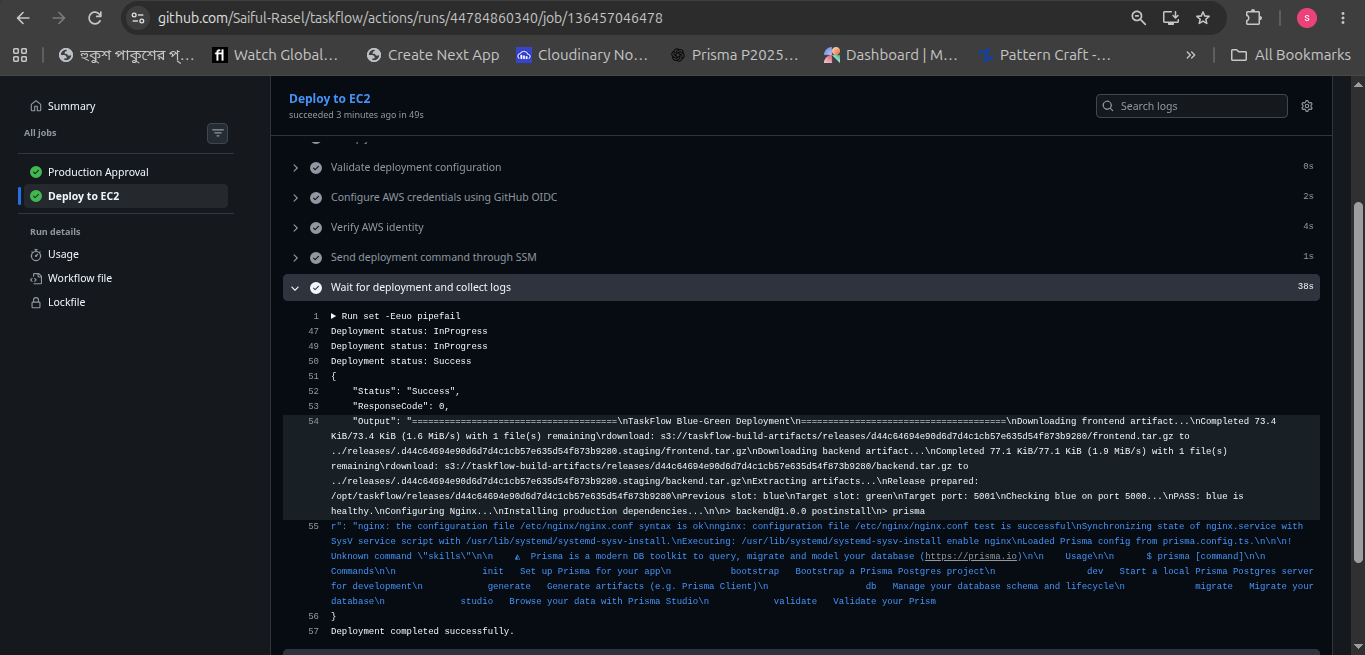 github.com/Saiful-Rasel/taskflow/actions/runs/44784860340/job/136457046478
S
হুকুশ পাকুশের প্...
fi Watch Global...
Create Next App
Cloudinary No...
Prisma P2025...
Dashboard | M...
Pattern Craft -...
»
All Bookmarks
Summary
All jobs
Production Approval
Deploy to EC2
Run details
Usage
Workflow file
Lockfile
Deploy to EC2
succeeded 3 minutes ago in 49s
Search logs
Validate deployment configuration 0s
Configure AWS credentials using GitHub OIDC 2s
Verify AWS identity 4s
Send deployment command through SSM 1s
Wait for deployment and collect logs 38s
1 ▶ Run set -Eeuo pipefail
47 Deployment status: InProgress
49 Deployment status: InProgress
50 Deployment status: Success
51 {
52 "Status": "Success",
53 "ResponseCode": 0,
54 "Output": "======================================\nTaskFlow Blue-Green Deployment\n======================================\nDownloading frontend artifact...\nCompleted 73.4
KiB/73.4 KiB (1.6 MiB/s) with 1 file(s) remaining\rdownload: s3://taskflow-build-artifacts/releases/d44c64694e90d6d7d4c1cb57e635d54f873b9280/frontend.tar.gz to
../releases/.d44c64694e90d6d7d4c1cb57e635d54f873b9280.staging/frontend.tar.gz\nDownloading backend artifact...\nCompleted 77.1 KiB/77.1 KiB (1.9 MiB/s) with 1 file(s)
remaining\rdownload: s3://taskflow-build-artifacts/releases/d44c64694e90d6d7d4c1cb57e635d54f873b9280/backend.tar.gz to
../releases/.d44c64694e90d6d7d4c1cb57e635d54f873b9280.staging/backend.tar.gz\nExtracting artifacts...\nRelease prepared:
/opt/taskflow/releases/d44c64694e90d6d7d4c1cb57e635d54f873b9280\nPrevious slot: blue\nTarget slot: green\nTarget port: 5001\nChecking blue on port 5000...\nPASS: blue is
healthy.\nConfiguring Nginx...\nInstalling production dependencies...\n\n> backend@1.0.0 postinstall\n> prisma
55 r": "nginx: the configuration file /etc/nginx/nginx.conf syntax is ok\nnginx: configuration file /etc/nginx/nginx.conf test is successful\nSynchronizing state of nginx.service with
SysV service script with /usr/lib/systemd/systemd-sysv-install.\nExecuting: /usr/lib/systemd/systemd-sysv-install enable nginx\nLoaded Prisma config from prisma.config.ts.\n\n\n!
Unknown command \"skills\"\n\n ◭ Prisma is a modern DB toolkit to query, migrate and model your database (https://prisma.io)\n\n Usage\n\n $ prisma [command]\n\n
Commands\n\n init Set up Prisma for your app\n bootstrap Bootstrap a Prisma Postgres project\n dev Start a local Prisma Postgres server
for development\n generate Generate artifacts (e.g. Prisma Client)\n db Manage your database schema and lifecycle\n migrate Migrate your
database\n studio Browse your data with Prisma Studio\n validate Validate your Prism
56 }
57 Deployment completed successfully.